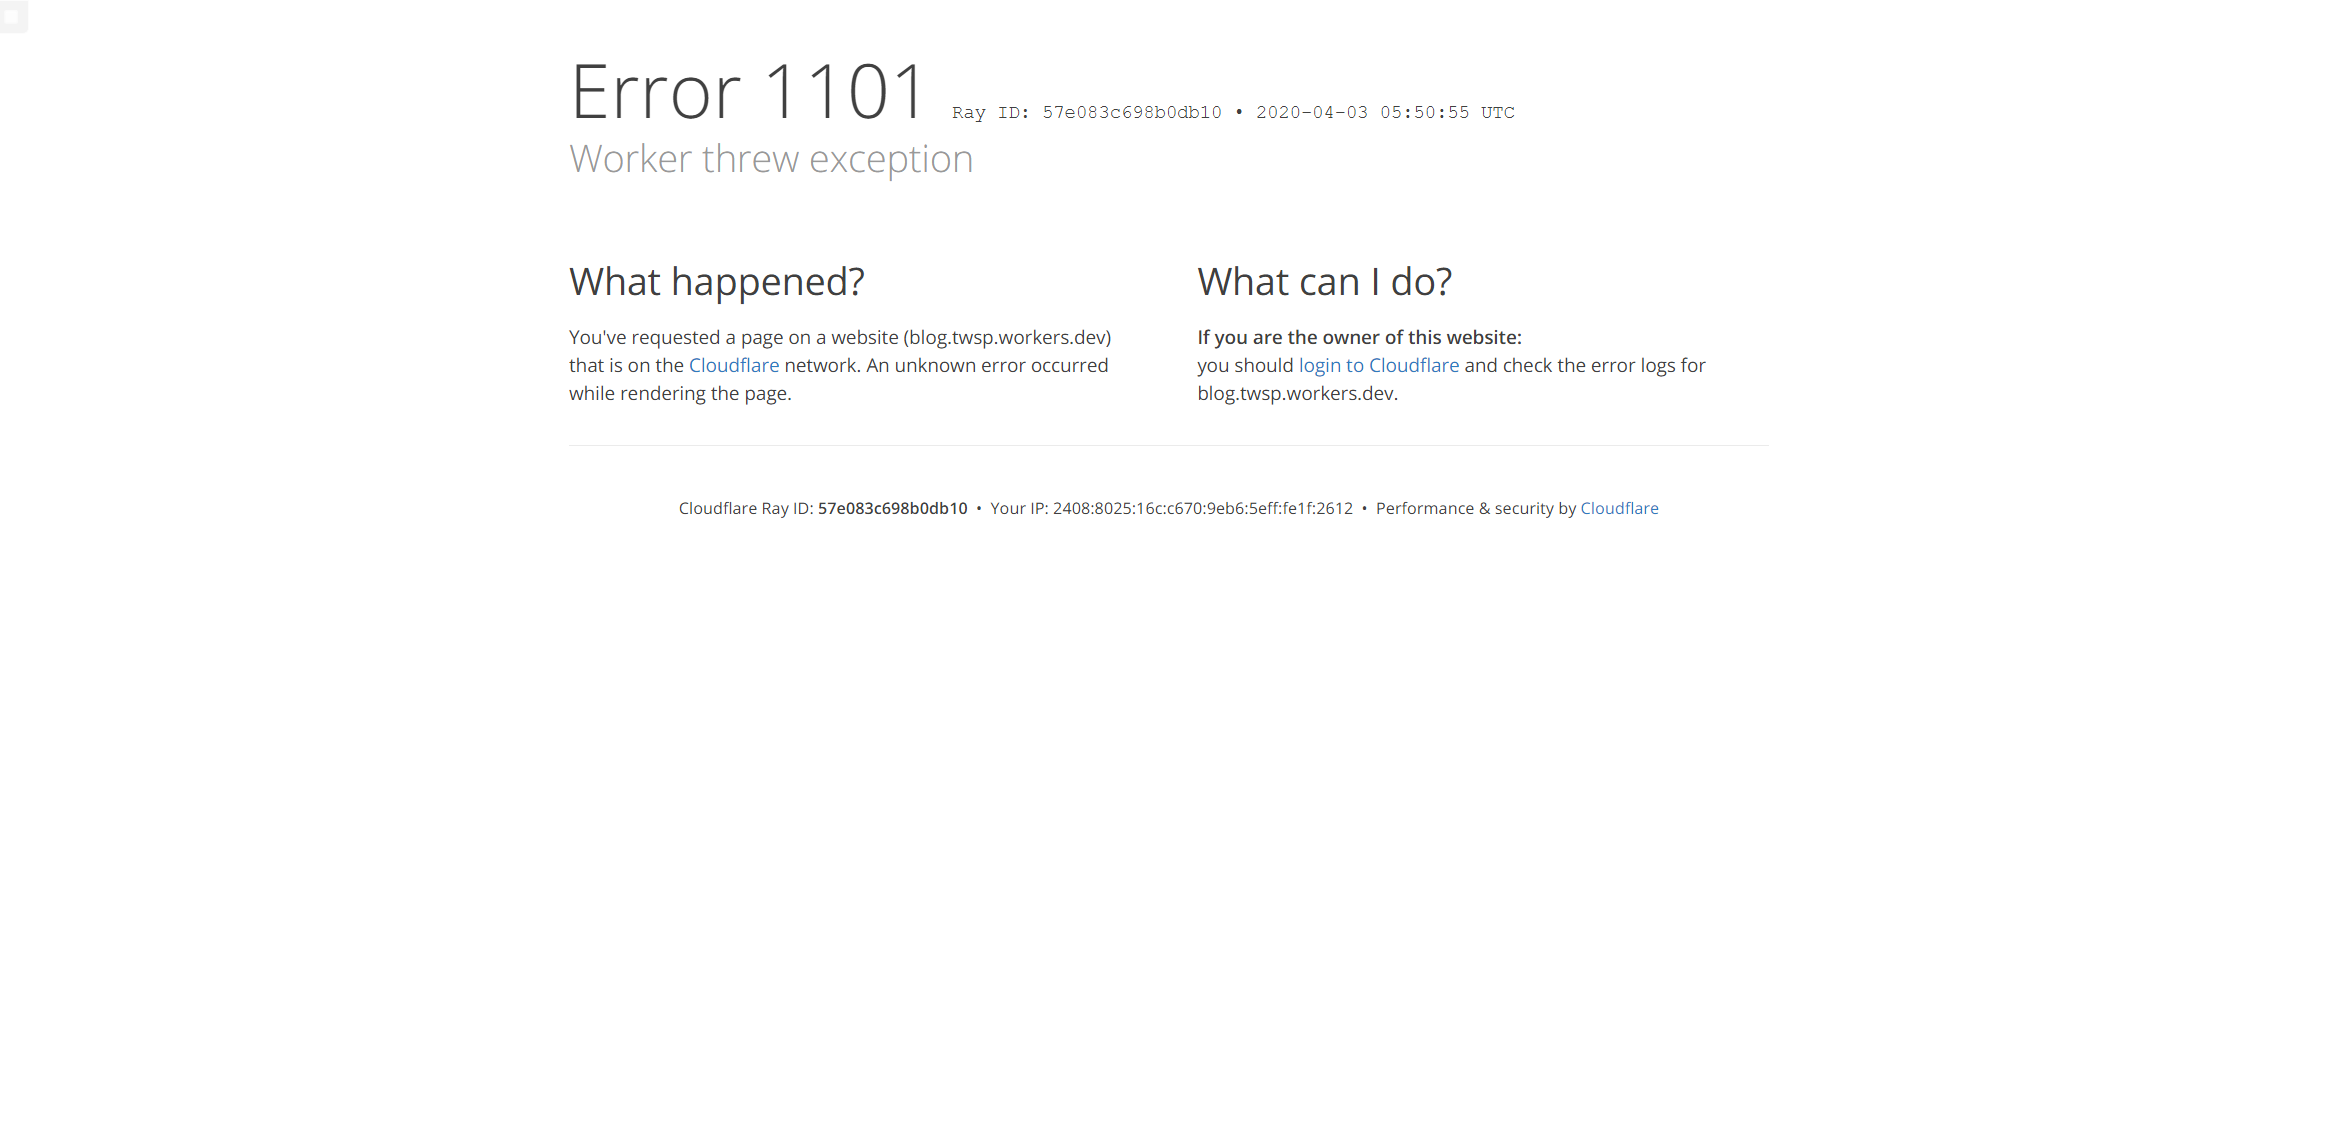 Error 1101 Ray ID: 57e083c698b0db10 • 2020-04-03 05:50:55 UTC
Worker threw exception
What happened?
You've requested a page on a website (blog.twsp.workers.dev)
that is on the Cloudflare network. An unknown error occurred
while rendering the page.
What can I do?
If you are the owner of this website:
you should login to Cloudflare and check the error logs for
blog.twsp.workers.dev.
Cloudflare Ray ID: 57e083c698b0db10 • Your IP: 2408:8025:16c:c670:9eb6:5eff:fe1f:2612 • Performance & security by Cloudflare